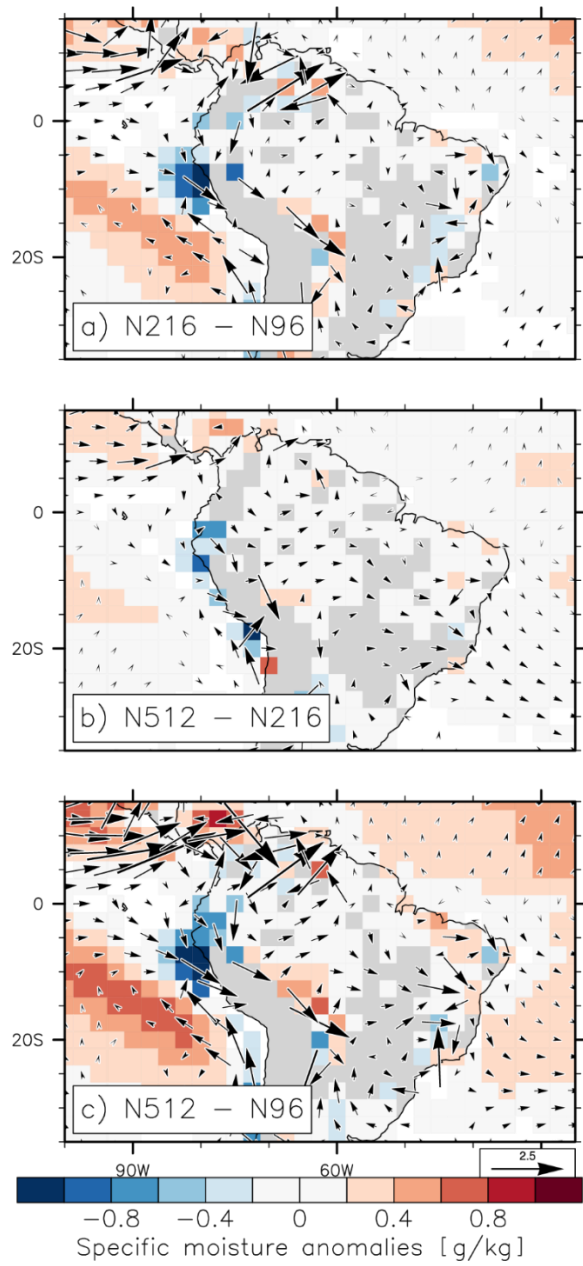 0
20S
a) N216 − N96
0
20S
b) N512 − N216
0
20S
c) N512 − N96
90W 60W 2.5
−0.8 −0.4 0 0.4 0.8
Specific moisture anomalies [g/kg]